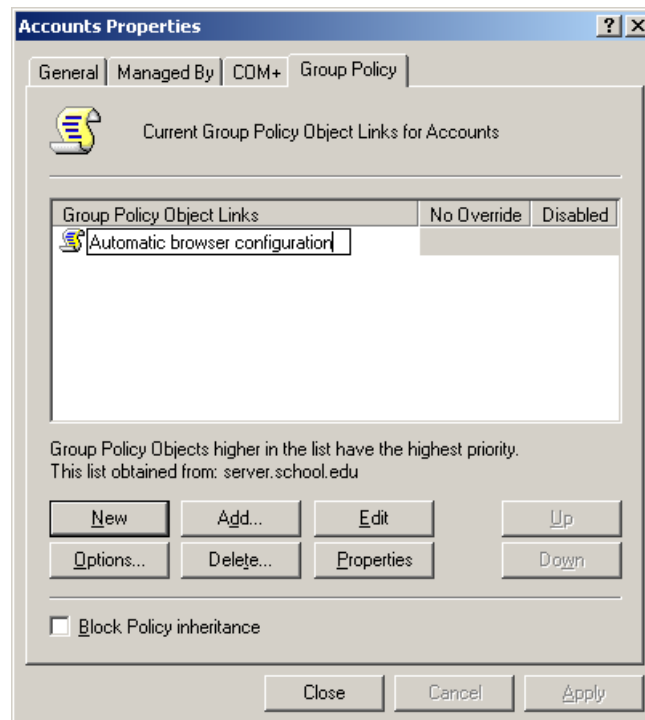 Accounts Properties
General Managed By COM+ Group Policy
Current Group Policy Object Links for Accounts
Group Policy Object Links No Override Disabled
Automatic browser configuration
Group Policy Objects higher in the list have the highest priority.
This list obtained from: server.school.edu
New Add... Edit Up
Options... Delete... Properties Down
Block Policy inheritance
Close Cancel Apply